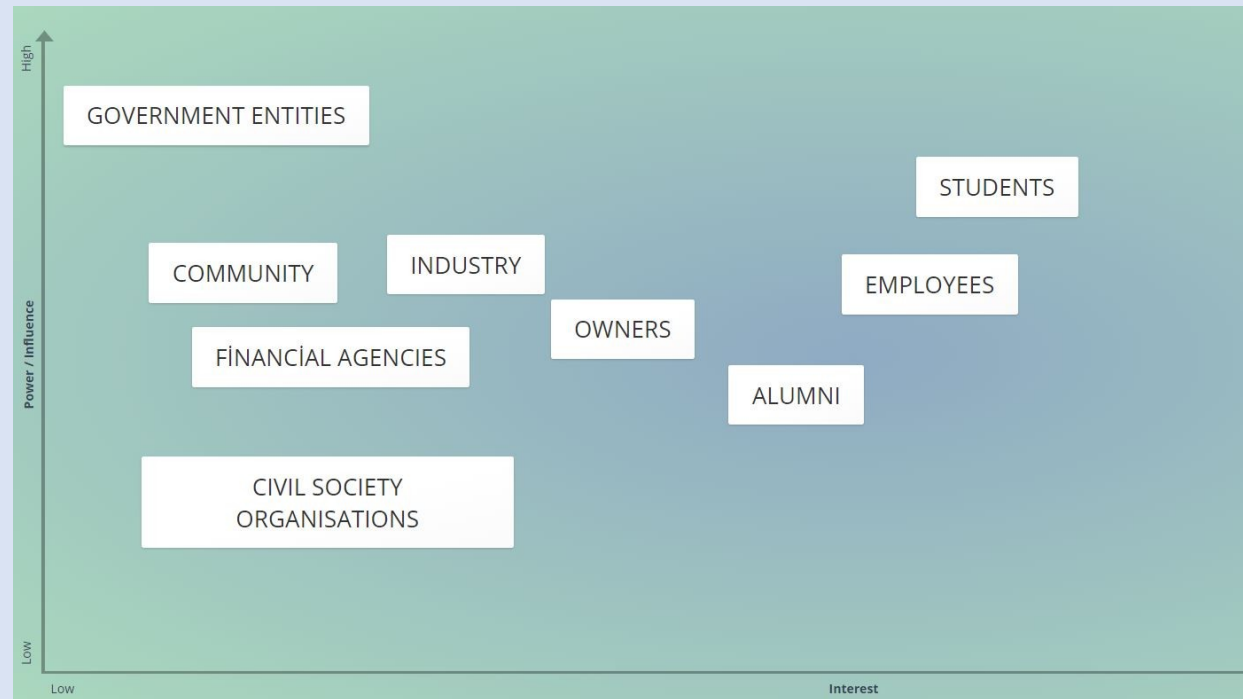 High
GOVERNMENT ENTITIES
STUDENTS
COMMUNITY
INDUSTRY
EMPLOYEES
OWNERS
FİNANCİAL AGENCIES
ALUMNI
CIVIL SOCIETY
ORGANISATIONS
Power / Influence
Low
Low
Interest